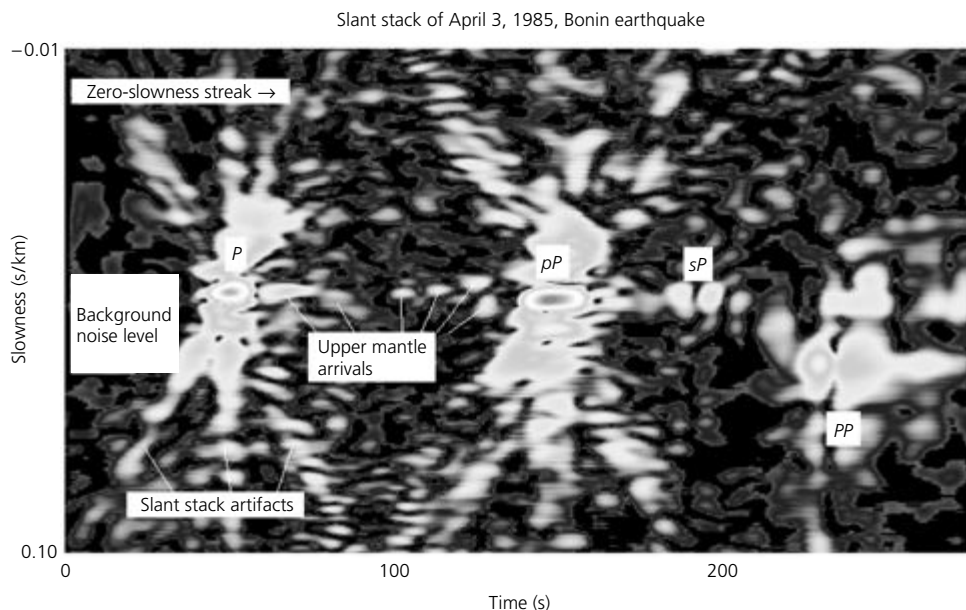 Slant stack of April 3, 1985, Bonin earthquake
−0.01
Zero-slowness streak →
Slowness (s/km)
P
pP
sP
Background
noise level
Upper mantle
arrivals
PP
Slant stack artifacts
0.10
0
100
200
Time (s)